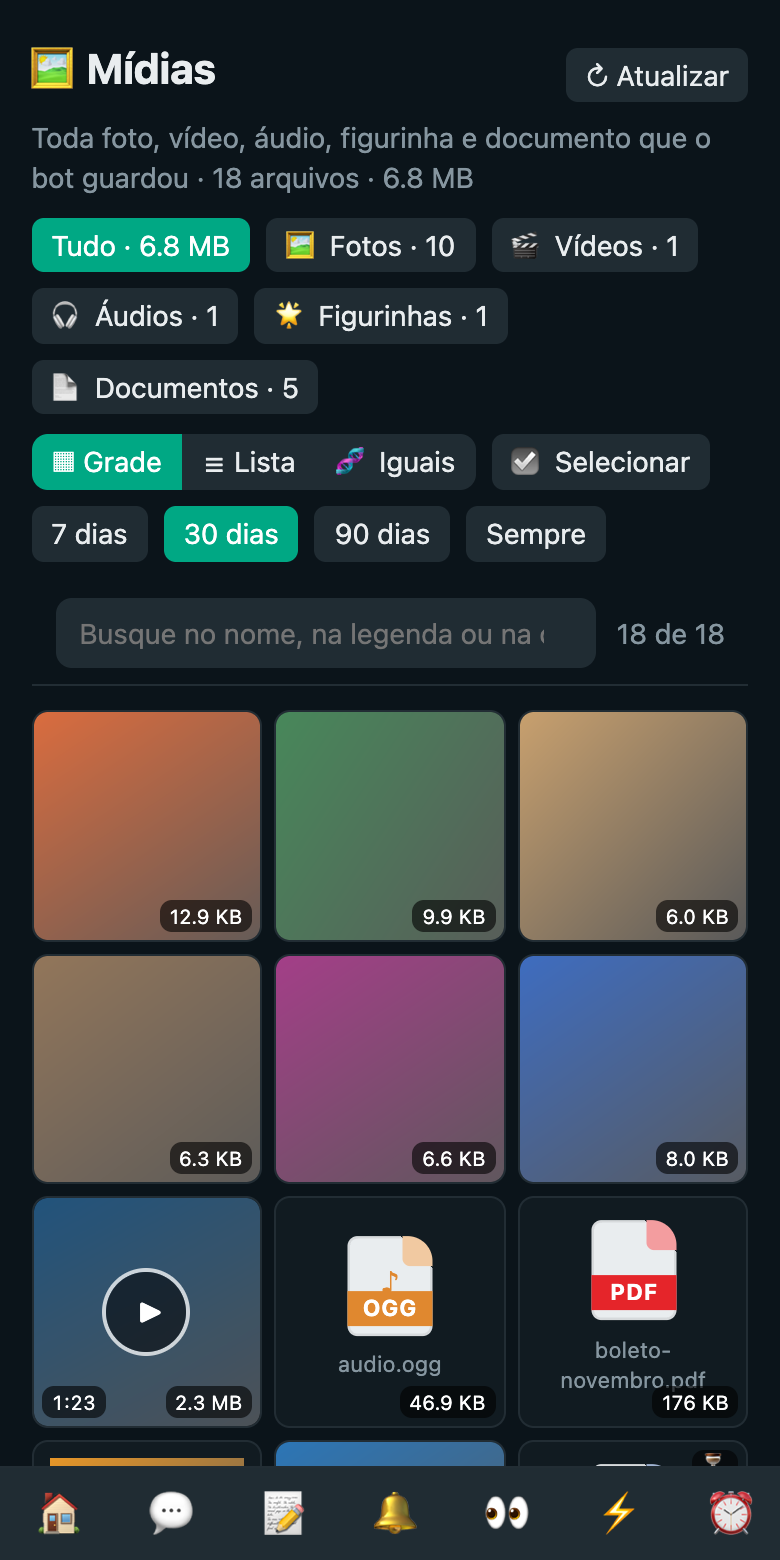 Mídias
Atualizar
Toda foto, vídeo, áudio, figurinha e documento que o
bot guardou · 18 arquivos · 6.8 MB
Tudo · 6.8 MB
Fotos · 10
Vídeos · 1
Áudios · 1
Figurinhas · 1
Documentos · 5
Grade
Lista
Iguais
Selecionar
7 dias
30 dias
90 dias
Sempre
Busque no nome, na legenda ou na
18 de 18
12.9 KB
9.9 KB
6.0 KB
6.3 KB
6.6 KB
8.0 KB
1:23
2.3 MB
OGG
audio.ogg
46.9 KB
PDF
boleto-
novembro.pdf
176 KB